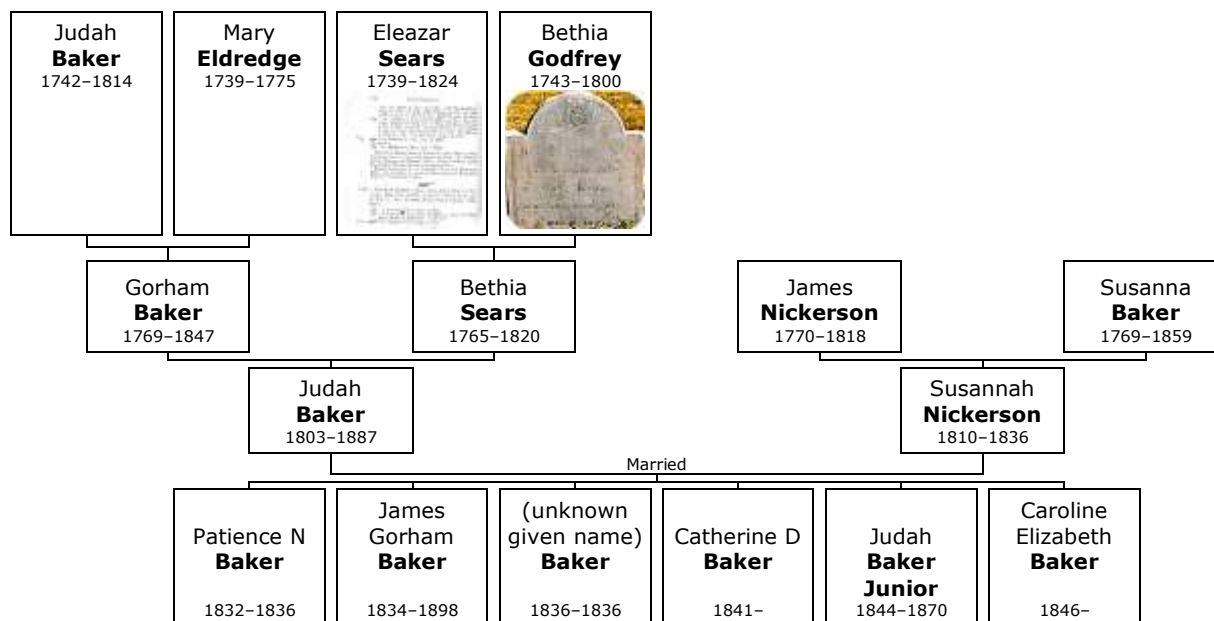 Judah
Baker
1742–1814
Mary
Eldredge
1739–1775
Eleazar
Sears
1739–1824
Bethia
Godfrey
1743–1800
Gorham
Baker
1769–1847
Bethia
Sears
1765–1820
James
Nickerson
1770–1818
Susanna
Baker
1769–1859
Judah
Baker
1803–1887
Susannah
Nickerson
1810–1836
Married
Patience N
Baker
1832–1836
James
Gorham
Baker
1834–1898
(unknown
given name)
Baker
1836–1836
Catherine D
Baker
1841–
Judah
Baker
Junior
1844–1870
Caroline
Elizabeth
Baker
1846–